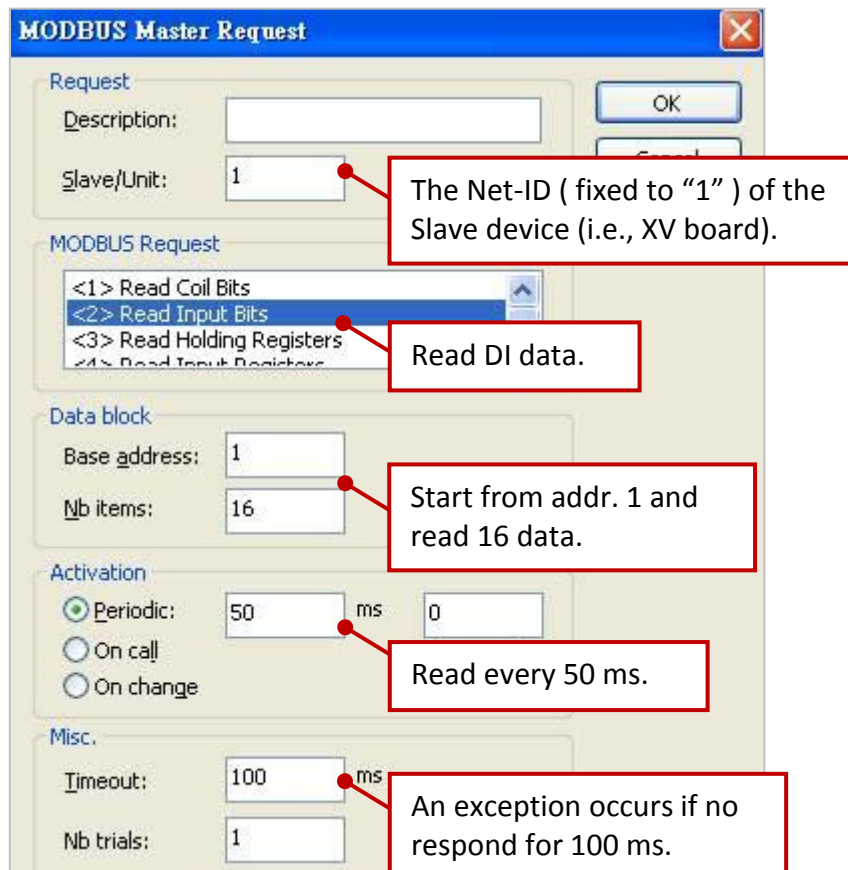 MODBUS Master Request
Request
Description:
OK
Slave/Unit: 1
The Net-ID ( fixed to “1” ) of the
Slave device (i.e., XV board).
MODBUS Request
<1> Read Coil Bits
<2> Read Input Bits
<3> Read Holding Registers
<4> Read Input Registers
Read DI data.
Data block
Base address: 1
Nb items: 16
Start from addr. 1 and
read 16 data.
Activation
Periodic: 50 ms 0
On call
On change
Read every 50 ms.
Misc.
Timeout: 100 ms
Nb trials: 1
An exception occurs if no
respond for 100 ms.